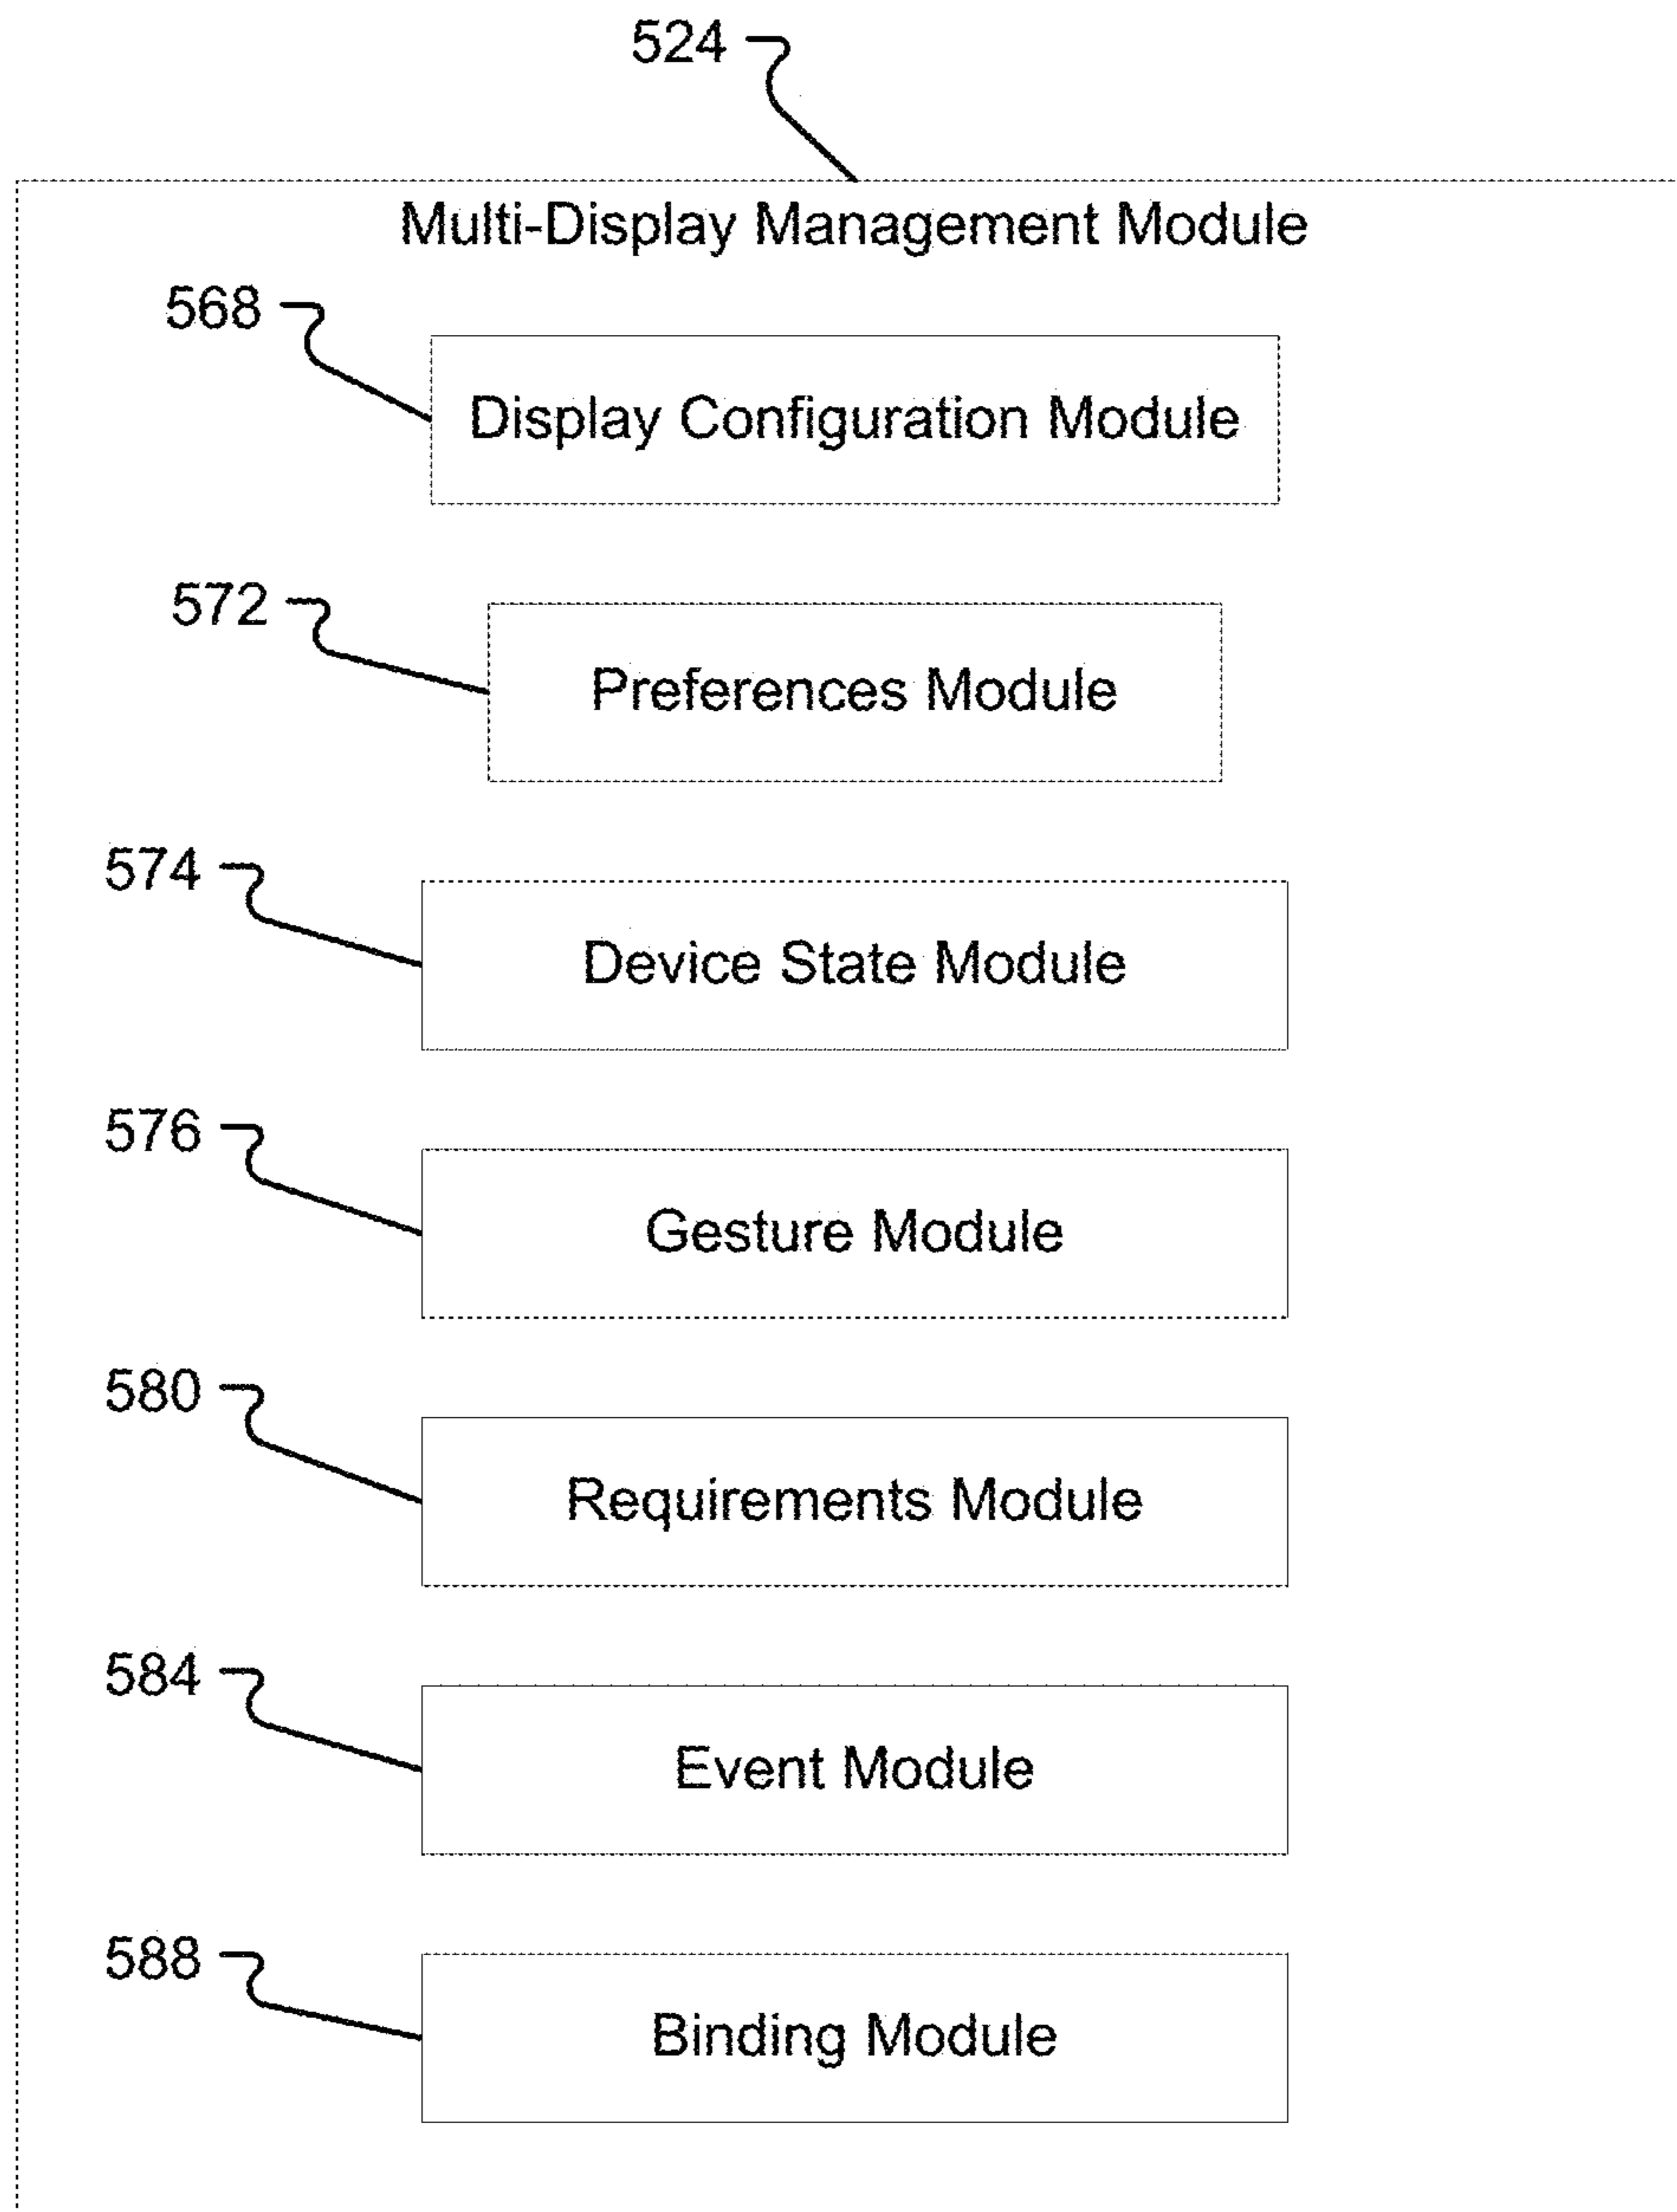 524
Multi-Display Management Module
568
Display Configuration Module
572
Preferences Module
574
Device State Module
576
Gesture Module
580
Requirements Module
584
Event Module
588
Binding Module